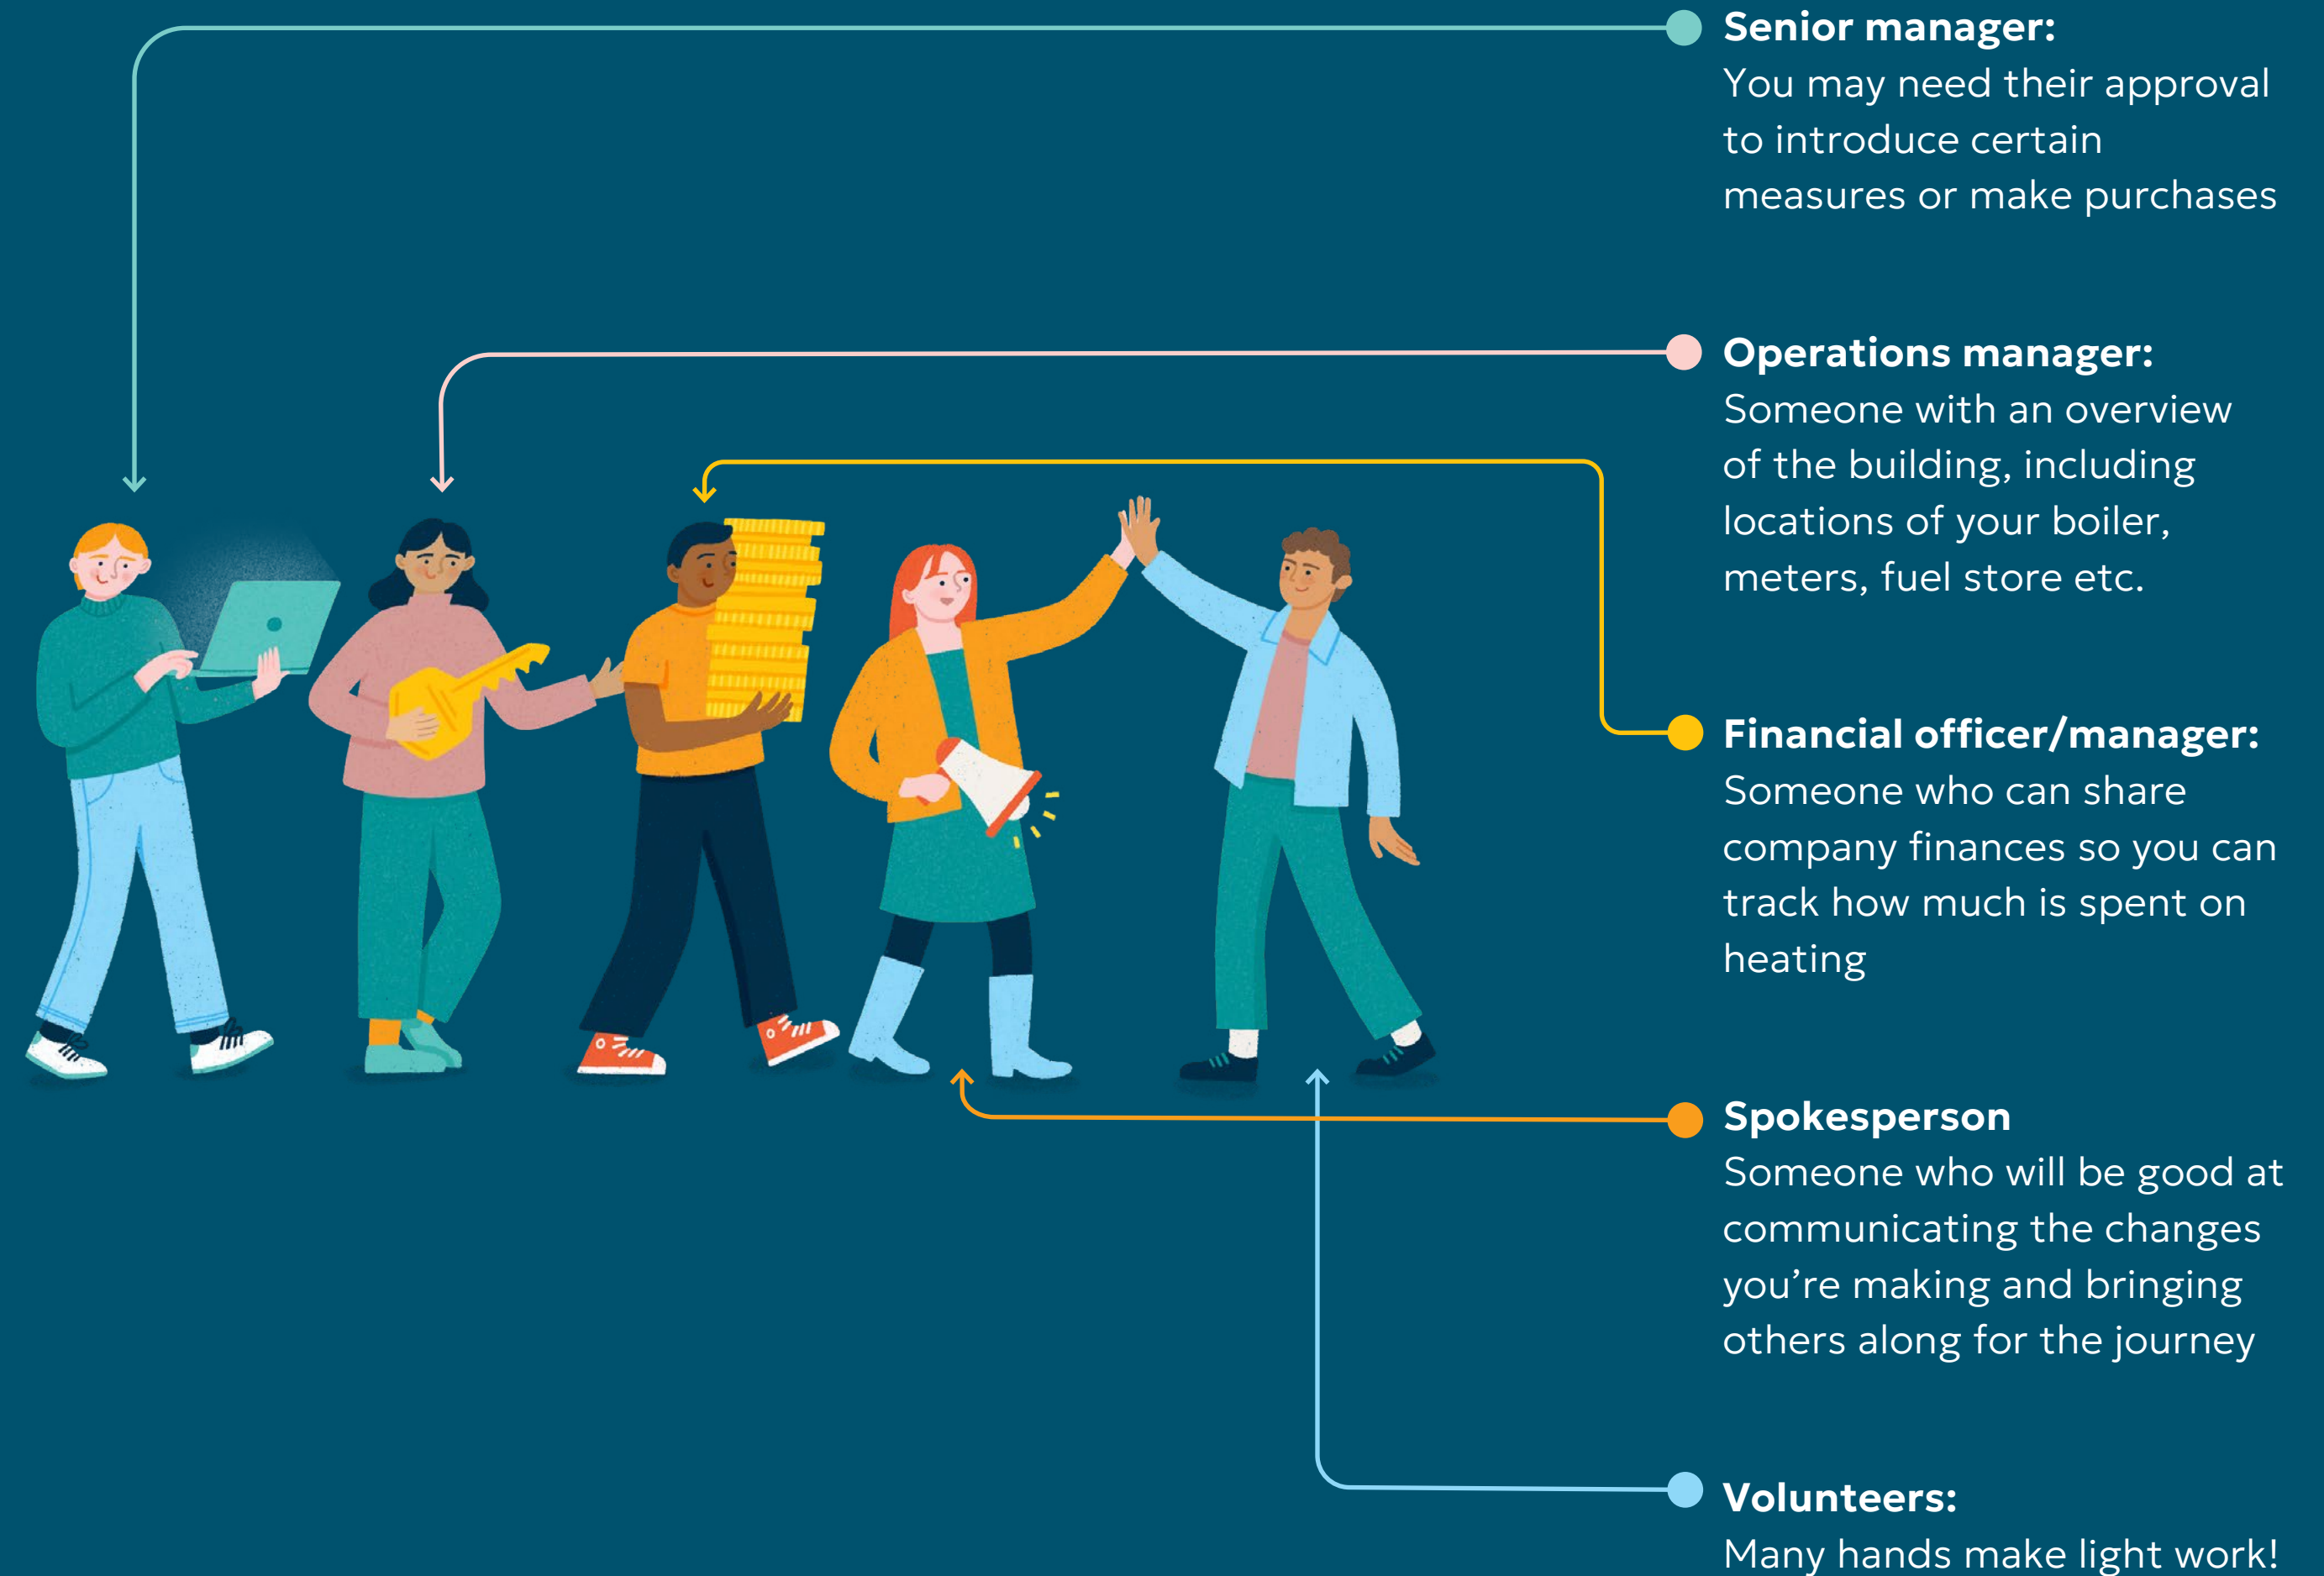 Senior manager:
You may need their approval
to introduce certain
measures or make purchases
Operations manager:
Someone with an overview
of the building, including
locations of your boiler,
meters, fuel store etc.
Financial officer/manager:
Someone who can share
company finances so you can
track how much is spent on
heating
Spokesperson
Someone who will be good at
communicating the changes
you’re making and bringing
others along for the journey
Volunteers:
Many hands make light work!